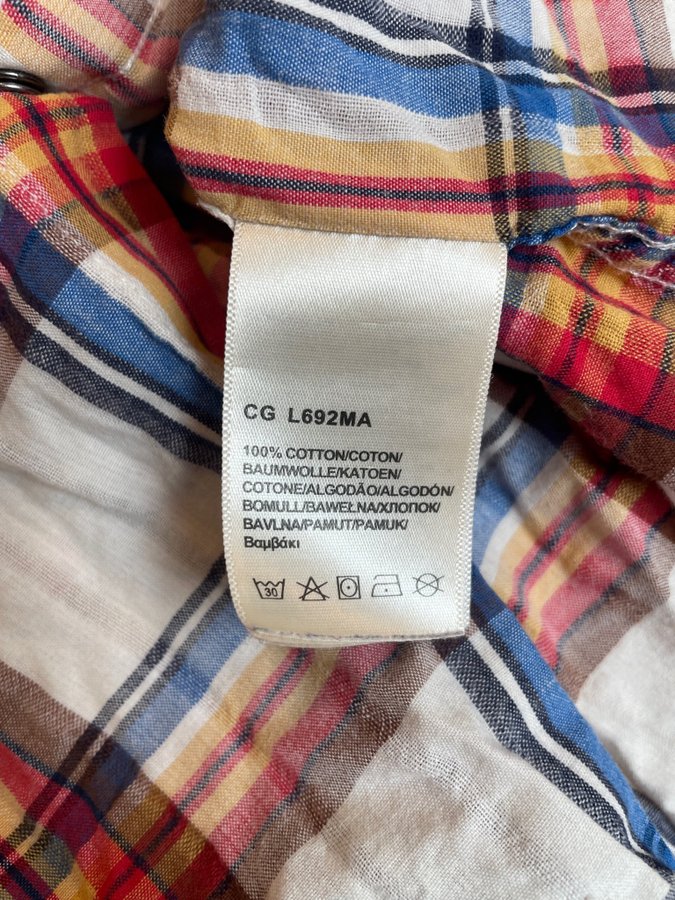 CG L692MA
100% COTTON/COTON/
BAUMWOLLE/KATOEN/
COTONE/ALGODÃO/ALGODÓN/
BOMULL/BAWEŁNA/ХЛОПОК/
BAVLNA/PAMUT/PAMUK/
Βαμβάκι
30